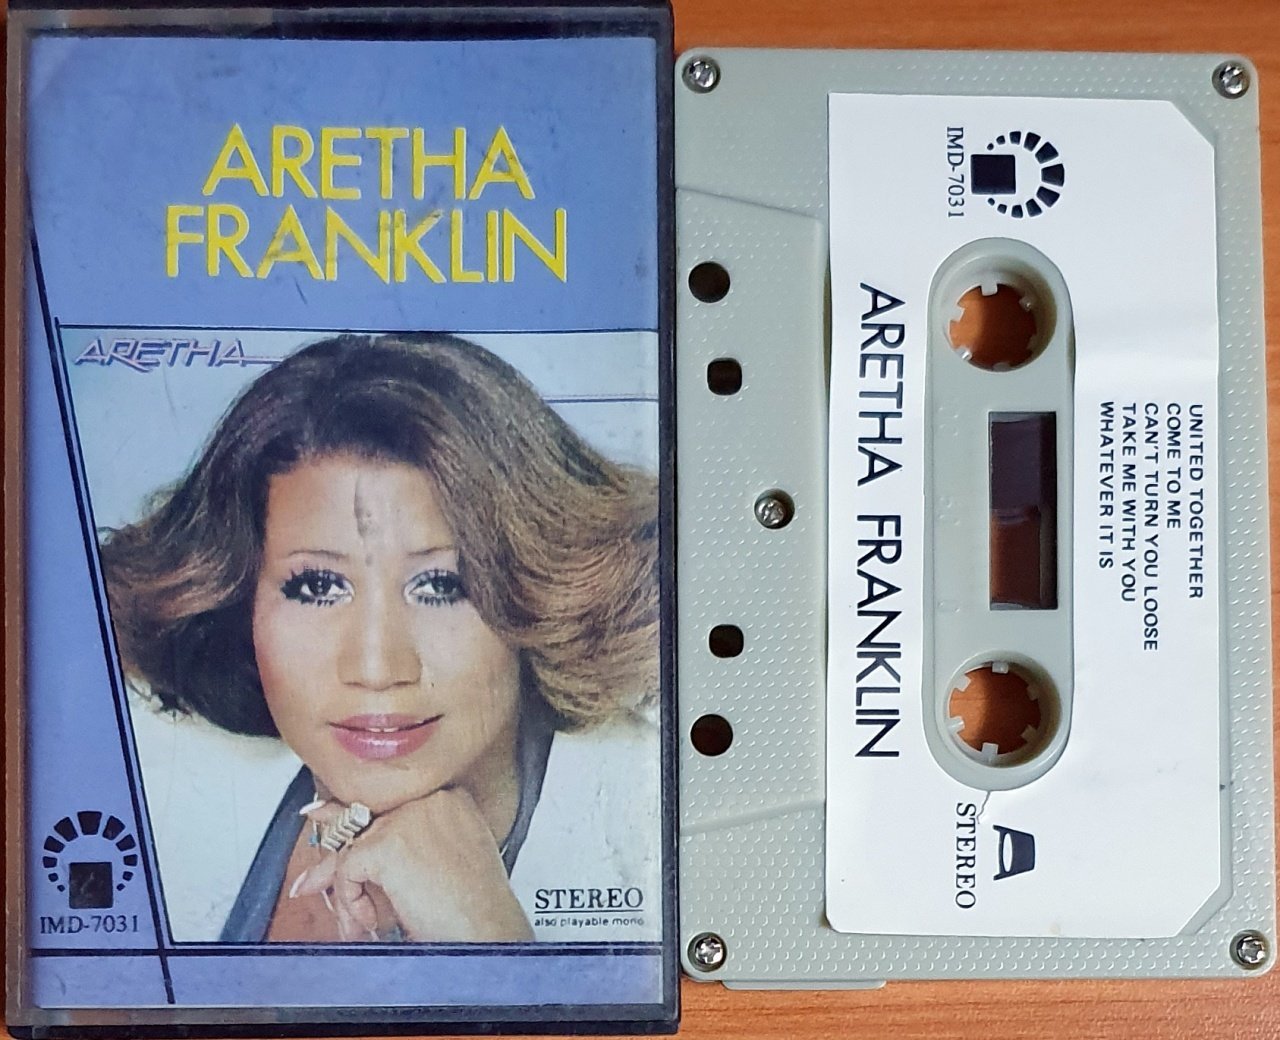 ARETHA
FRANKLIN
ARETHA
STEREO
also playable mono
IMD-7031
IMD-7031
ARETHA FRANKLIN
UNITED TOGETHER
COME TO ME
CAN'T TURN YOU LOOSE
TAKE ME WITH YOU
WHATEVER IT IS
A
STEREO